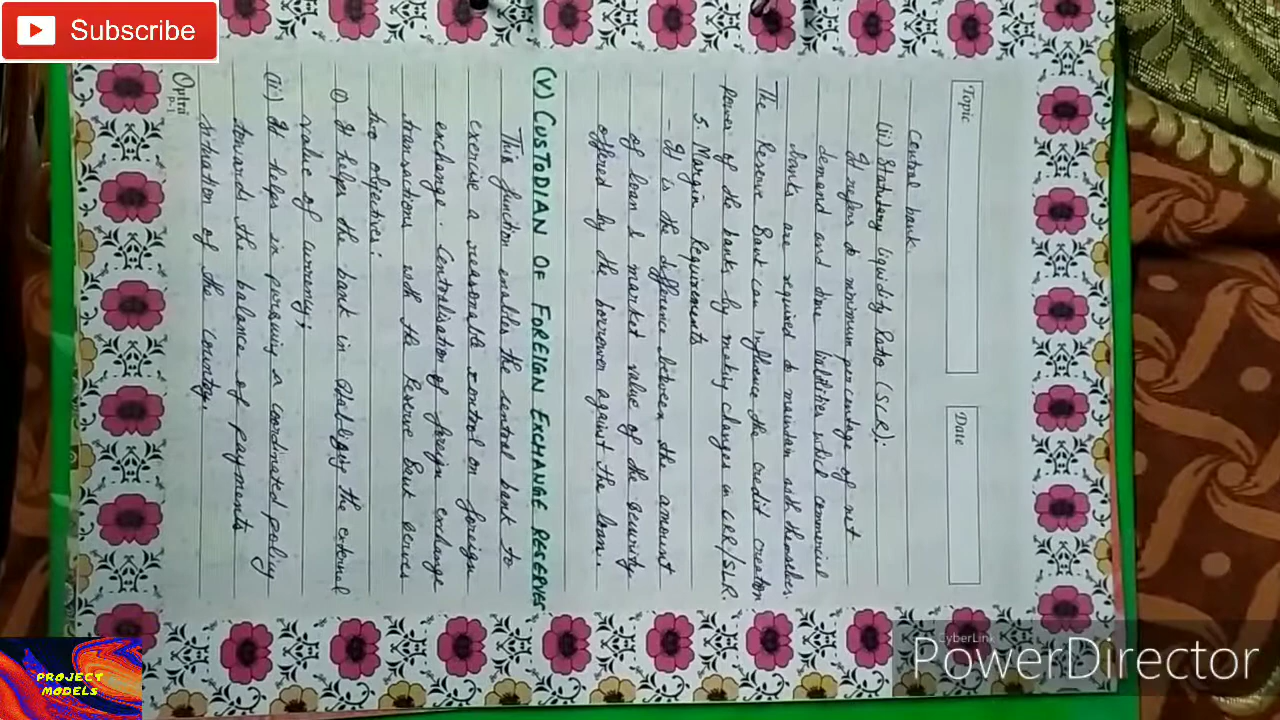 Subscribe
Topic
Date
Central bank.
(ii) Statutory liquidity Ratio (SLR):
It refers to minimum percentage of net
demand and time liabilities which commercial
banks are required to maintain with themselves
The Reserve Bank can influence the credit creation
Power of the banks by making changes in CRR/SLR.
5. Margin Requirements
- It is the difference between the amount
of loan & market value of the security
offered by the borrower against the loan.
(V) CUSTODIAN OF FOREIGN EXCHANGE RESERVES
This function enables the central bank to
exercise a reasonable control on foreign
exchange. Centralisation of foreign exchange
transactions with the Reserve Bank serves
two objectives:
(i) It helps the bank in stabilizing the external
value of currency;
(ii) It helps in pursuing a coordinated policy
towards the balance of payments
situation of the country.
Optra
P-1
PROJECT
MODELS
CyberLink
PowerDirector